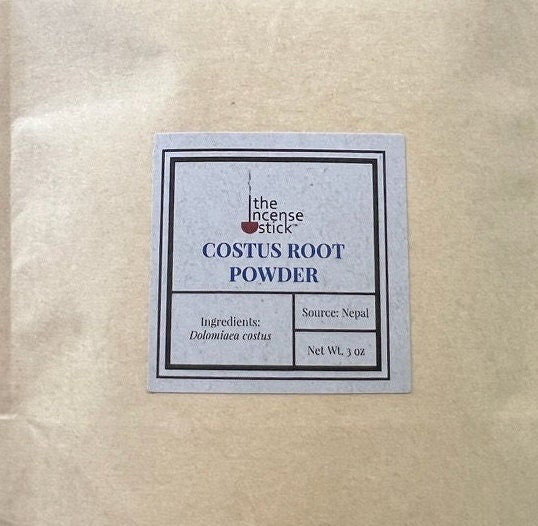 the
incense
stick™
COSTUS ROOT
POWDER
Ingredients:
Dolomiaea costus
Source: Nepal
Net Wt. 3 oz